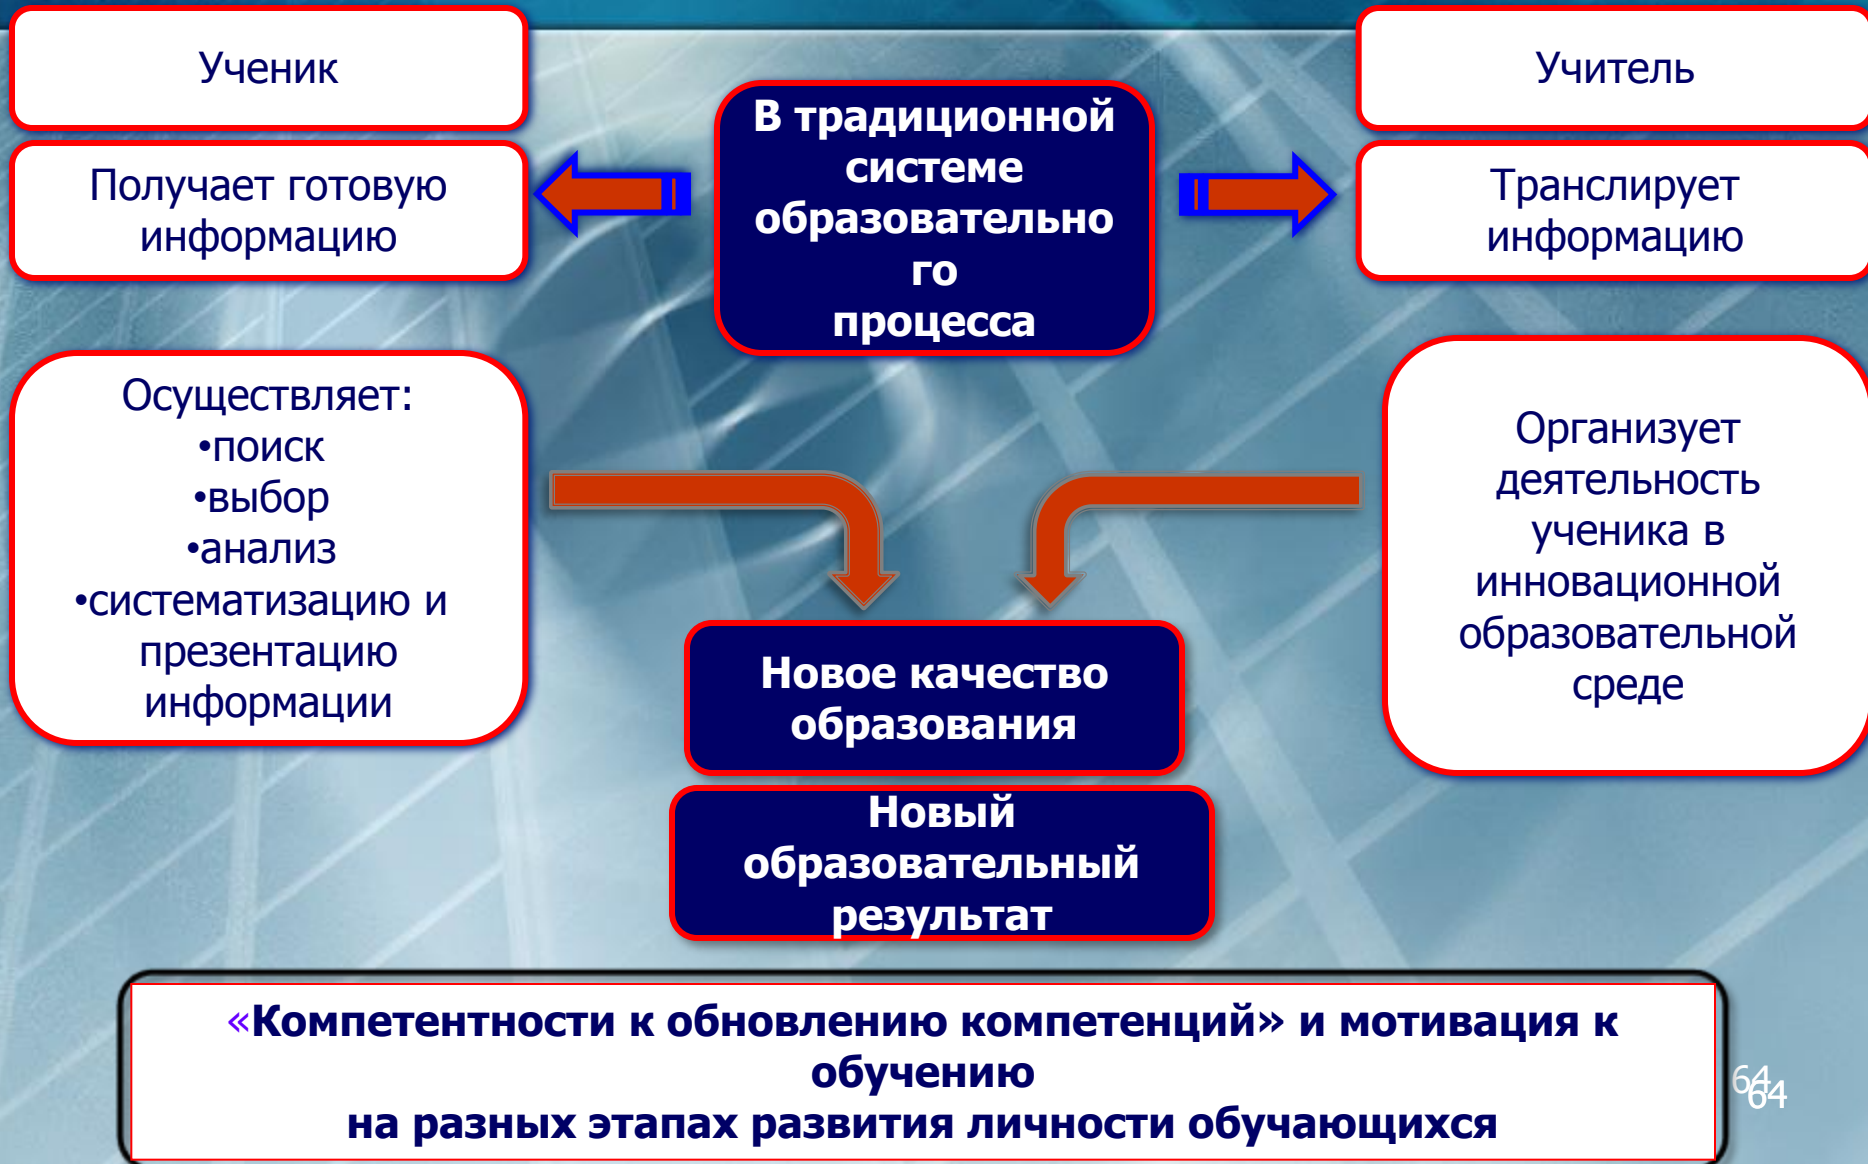 Ученик
Учитель
В традиционной
системе
образовательно
го
процесса
Получает готовую
информацию
Транслирует
информацию
Осуществляет:
•поиск
•выбор
•анализ
•систематизацию и
презентацию
информации
Организует
деятельность
ученика в
инновационной
образовательной
среде
Новое качество
образования
Новый
образовательный
результат
«Компетентности к обновлению компетенций» и мотивация к
обучению
на разных этапах развития личности обучающихся
64
64